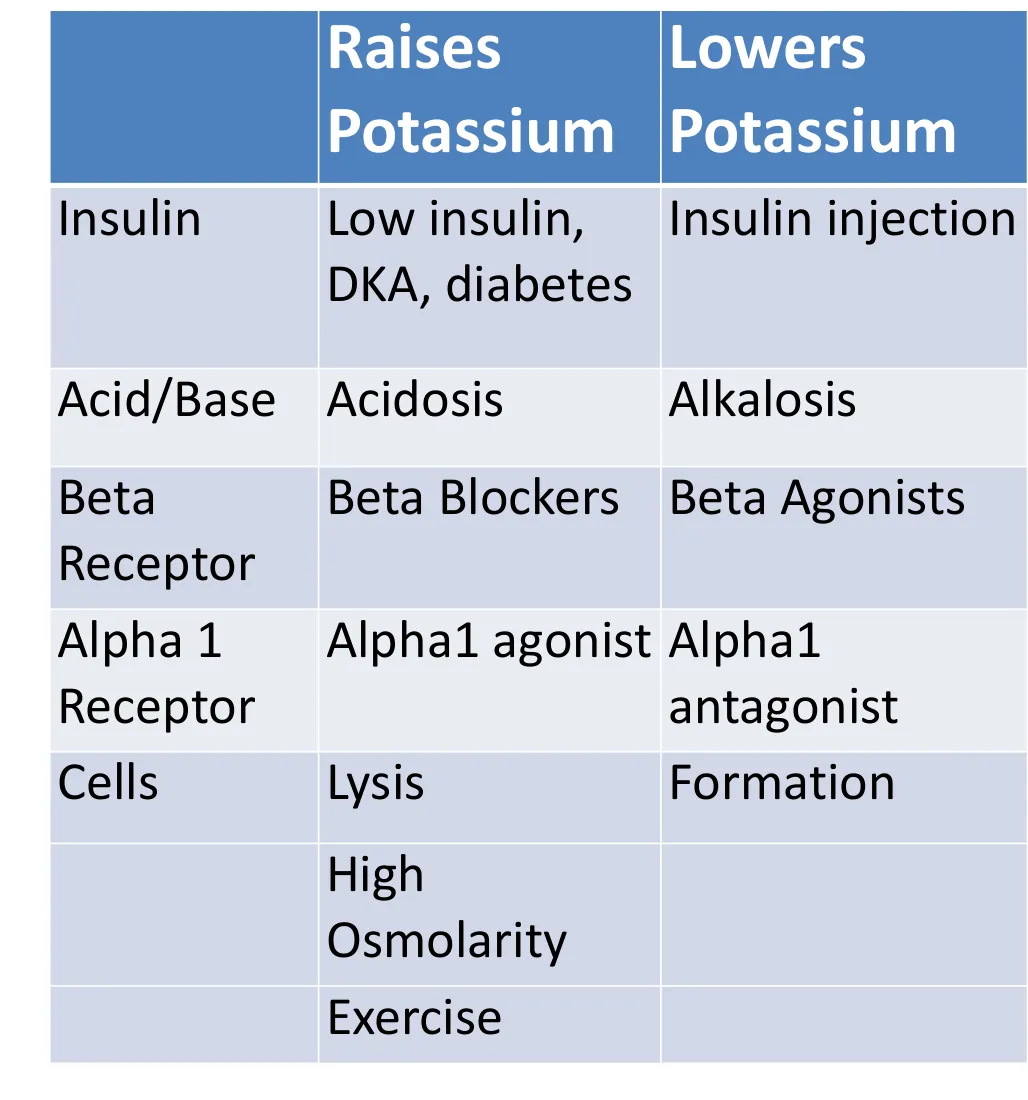 Raises Potassium
Lowers Potassium
Insulin
Low insulin,
DKA, diabetes
Insulin injection
Acid/Base
Acidosis
Alkalosis
Beta
Receptor
Beta Blockers
Beta Agonists
Alpha 1
Receptor
Alpha1 agonist
Alpha1
antagonist
Cells
Lysis
Formation
High
Osmolarity
Exercise